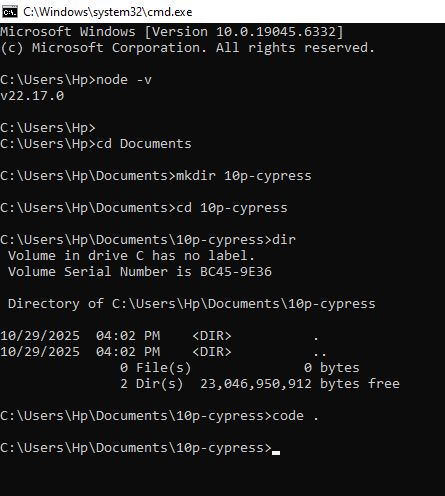 C:\Windows\system32\cmd.exe
Microsoft Windows [Version 10.0.19045.6332]
(c) Microsoft Corporation. All rights reserved.
C:\Users\Hp>node -v
v22.17.0
C:\Users\Hp>
C:\Users\Hp>cd Documents
C:\Users\Hp\Documents>mkdir 10p-cypress
C:\Users\Hp\Documents>cd 10p-cypress
C:\Users\Hp\Documents\10p-cypress>dir
 Volume in drive C has no label.
 Volume Serial Number is BC45-9E36
 Directory of C:\Users\Hp\Documents\10p-cypress
10/29/2025  04:02 PM    <DIR>          .
10/29/2025  04:02 PM    <DIR>          ..
               0 File(s)              0 bytes
               2 Dir(s)  23,046,950,912 bytes free
C:\Users\Hp\Documents\10p-cypress>code .
C:\Users\Hp\Documents\10p-cypress>